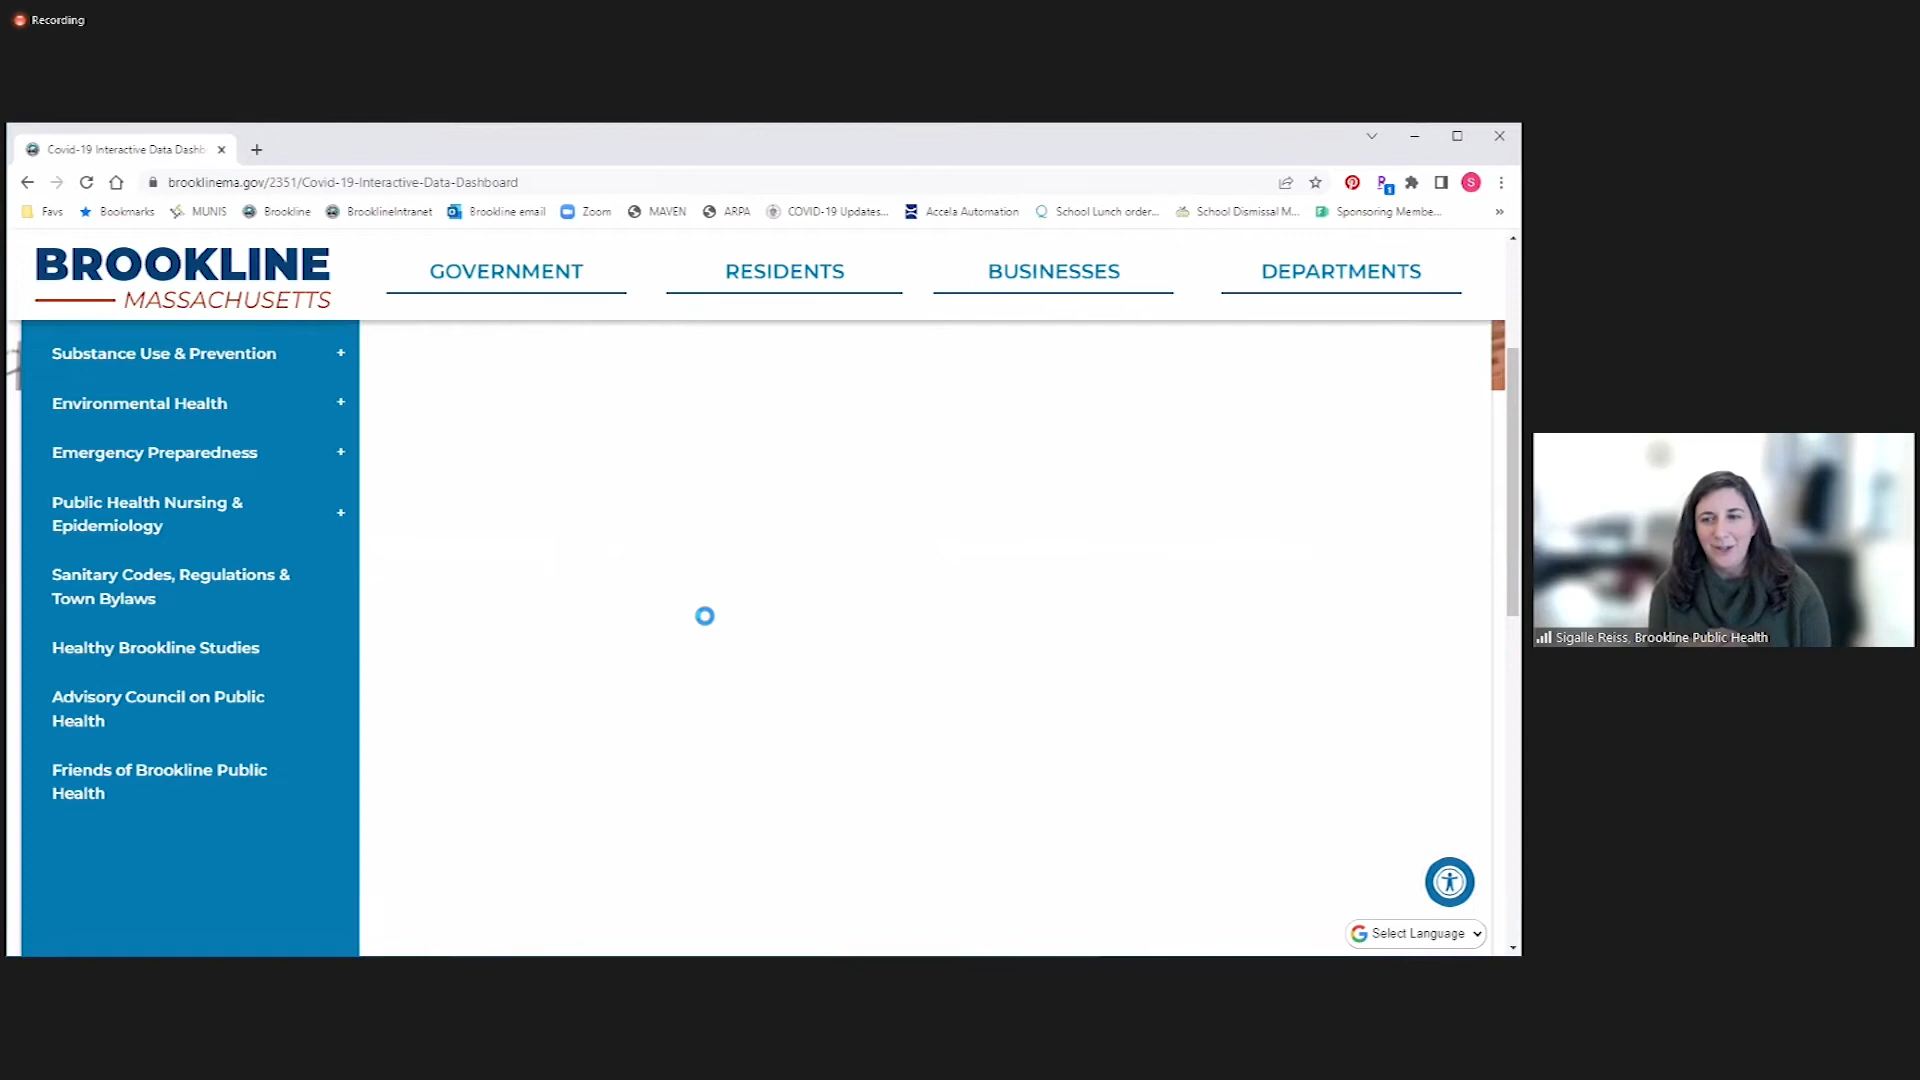 Recording
Covid-19 Interactive Data Dashb
brooklinema.gov/2351/Covid-19-Interactive-Data-Dashboard
S
1
Favs Bookmarks MUNIS Brookline BrooklineIntranet Brookline email Zoom MAVEN ARPA COVID-19 Updates... Accela Automation School Lunch order... School Dismissal M... Sponsoring Membe... »
BROOKLINE
MASSACHUSETTS
GOVERNMENT RESIDENTS BUSINESSES DEPARTMENTS
Substance Use & Prevention +
Environmental Health +
Emergency Preparedness +
Public Health Nursing &
Epidemiology +
Sanitary Codes, Regulations &
Town Bylaws
Healthy Brookline Studies
Advisory Council on Public
Health
Friends of Brookline Public
Health
Select Language
Sigalle Reiss, Brookline Public Health